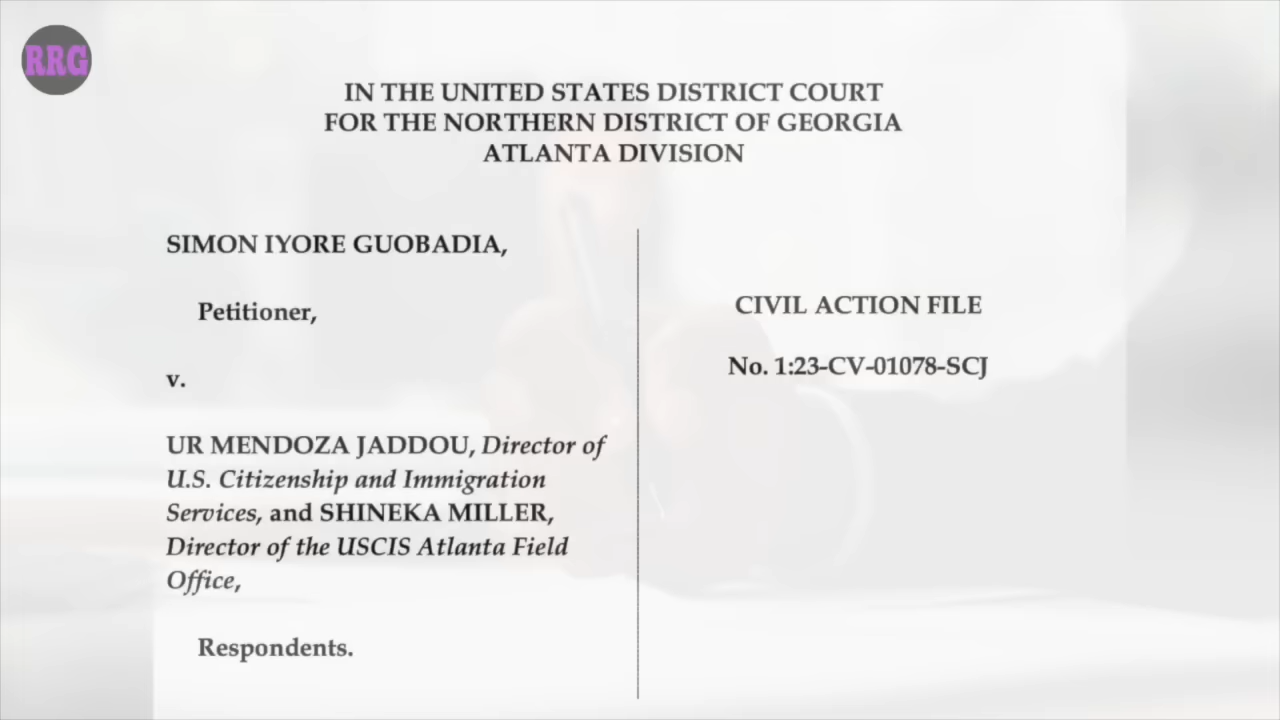 RRG
IN THE UNITED STATES DISTRICT COURT
FOR THE NORTHERN DISTRICT OF GEORGIA
ATLANTA DIVISION
SIMON IYORE GUOBADIA,
Petitioner,
v.
UR MENDOZA JADDOU, Director of
U.S. Citizenship and Immigration
Services, and SHINEKA MILLER,
Director of the USCIS Atlanta Field
Office,
Respondents.
CIVIL ACTION FILE
No. 1:23-CV-01078-SCJ